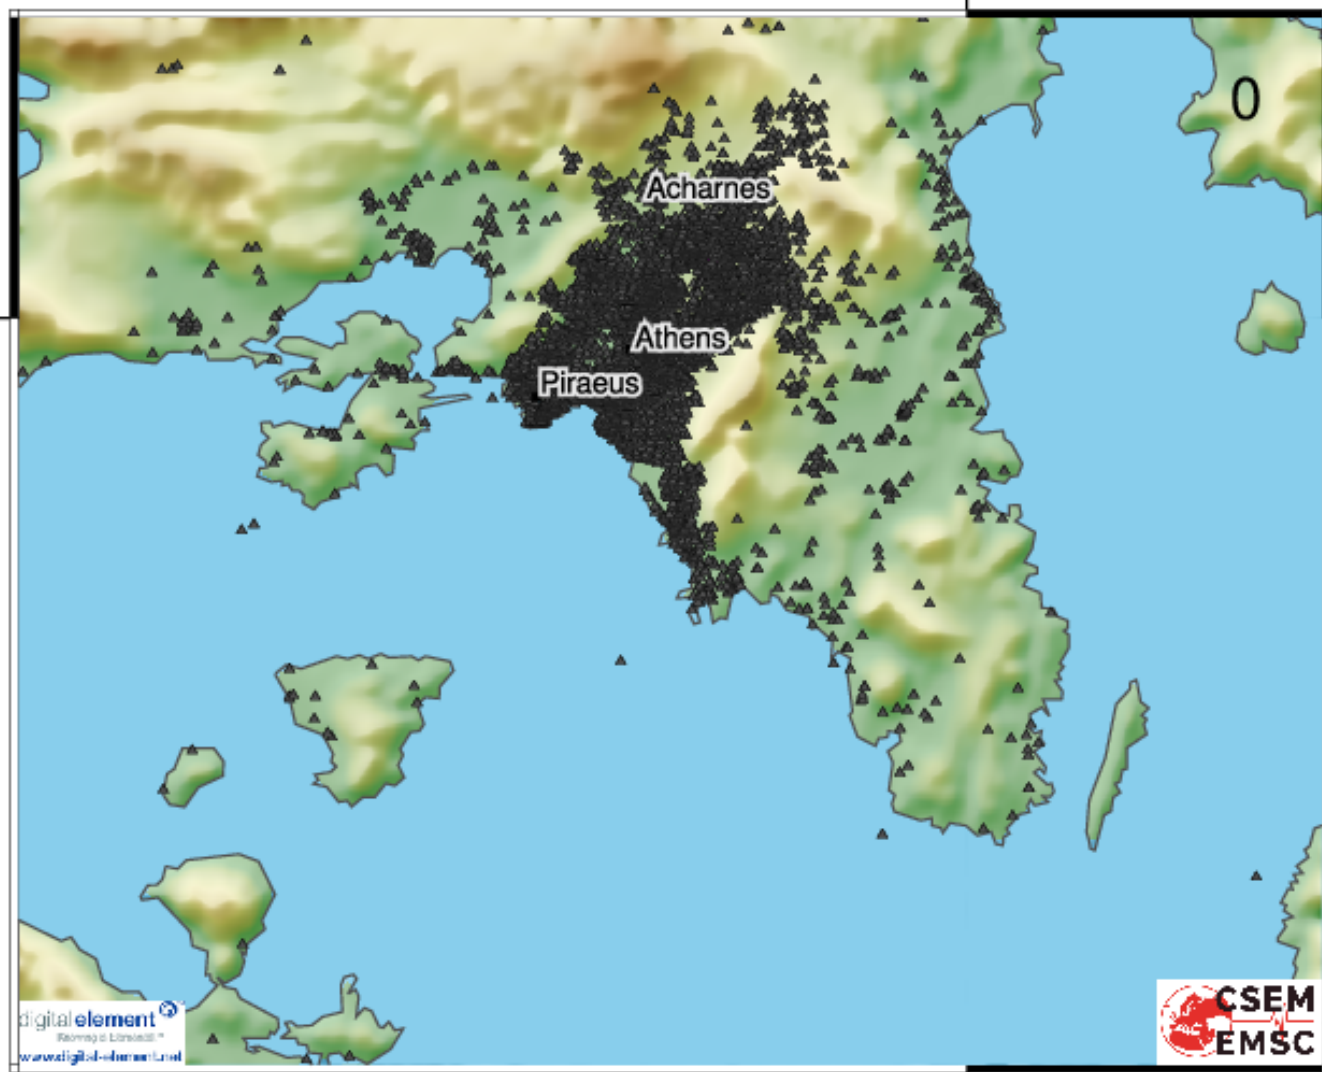 0
Acharnes
Athens
Piraeus
digital element
www.digital-element.net
CSEM
EMSC